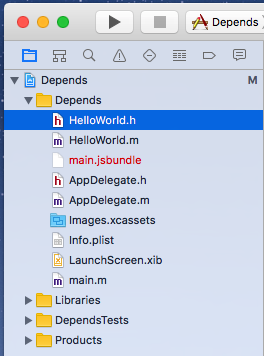 Depends
Depends M
Depends
h HelloWorld.h
m HelloWorld.m
main.jsbundle
h AppDelegate.h
m AppDelegate.m
Images.xcassets
Info.plist
LaunchScreen.xib
m main.m
Libraries
DependsTests
Products